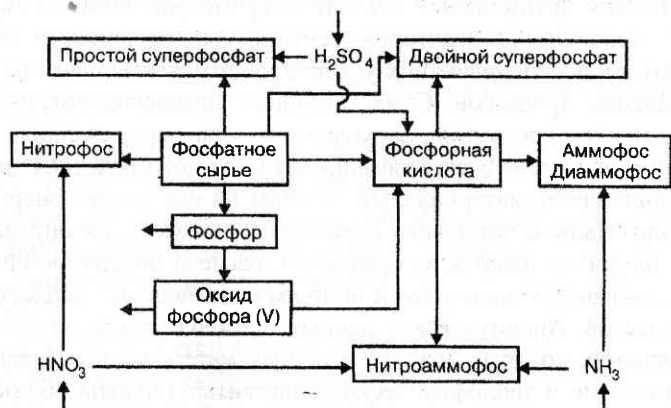 Простой суперфосфат
H₂SO₄
Двойной суперфосфат
Нитрофос
Фосфатное
сырье
Фосфорная
кислота
Аммофос
Диаммофос
Фосфор
Оксид
фосфора (V)
HNO₃
Нитроаммофос
NH₃